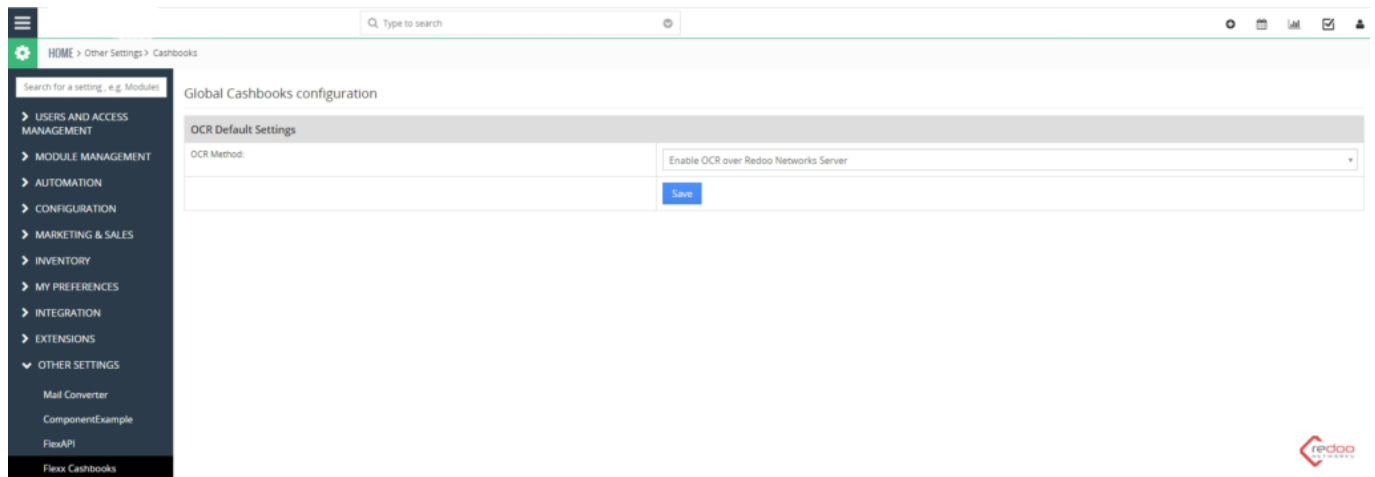 Type to search
HOME > Other Settings > Cashbooks
Search for a setting , e.g. Modules
Global Cashbooks configuration
USERS AND ACCESS
MANAGEMENT
OCR Default Settings
MODULE MANAGEMENT
OCR Method:
Enable OCR over Redoo Networks Server
AUTOMATION
Save
CONFIGURATION
MARKETING & SALES
INVENTORY
MY PREFERENCES
INTEGRATION
EXTENSIONS
OTHER SETTINGS
Mail Converter
ComponentExample
FlexAPI
Flexx Cashbooks
redoo
NETWORKS